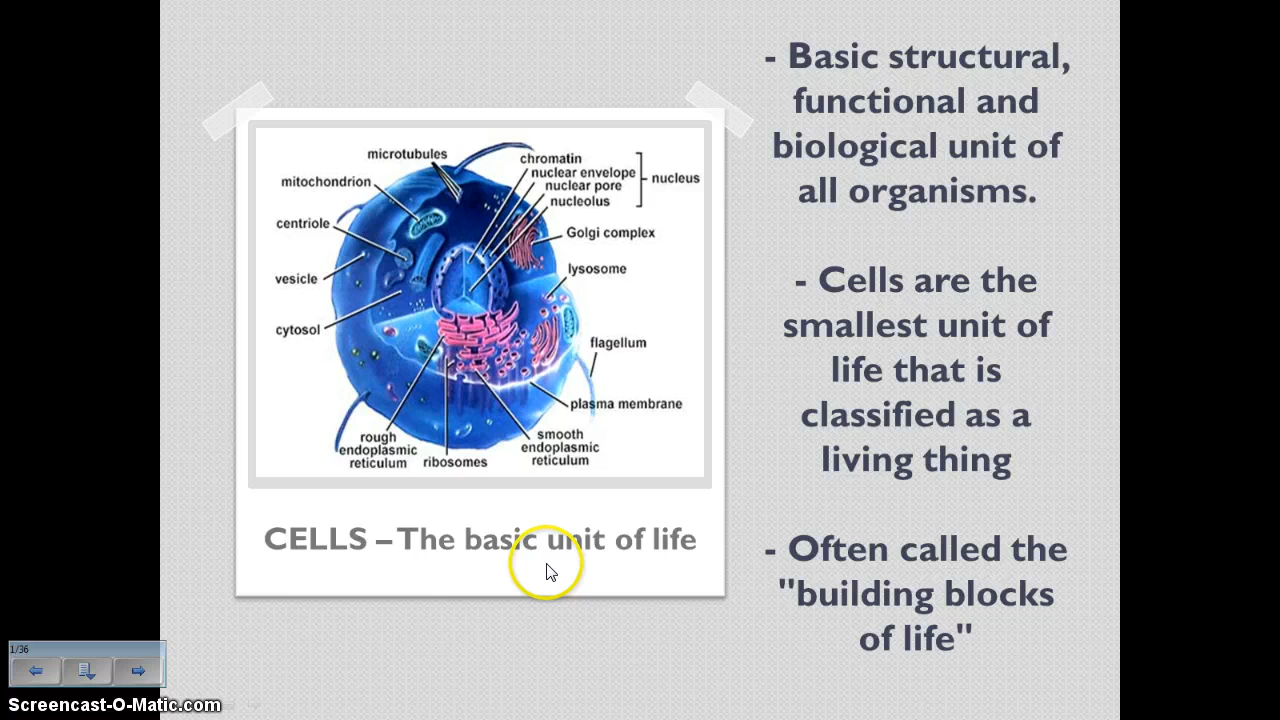 microtubules
mitochondrion
centriole
vesicle
cytosol
chromatin
nuclear envelope
nuclear pore
nucleolus
nucleus
Golgi complex
lysosome
flagellum
plasma membrane
rough
endoplasmic
reticulum
ribosomes
smooth
endoplasmic
reticulum
CELLS – The basic unit of life
- Basic structural,
functional and
biological unit of
all organisms.
- Cells are the
smallest unit of
life that is
classified as a
living thing
- Often called the
"building blocks
of life"
1/36
Screencast-O-Matic.com